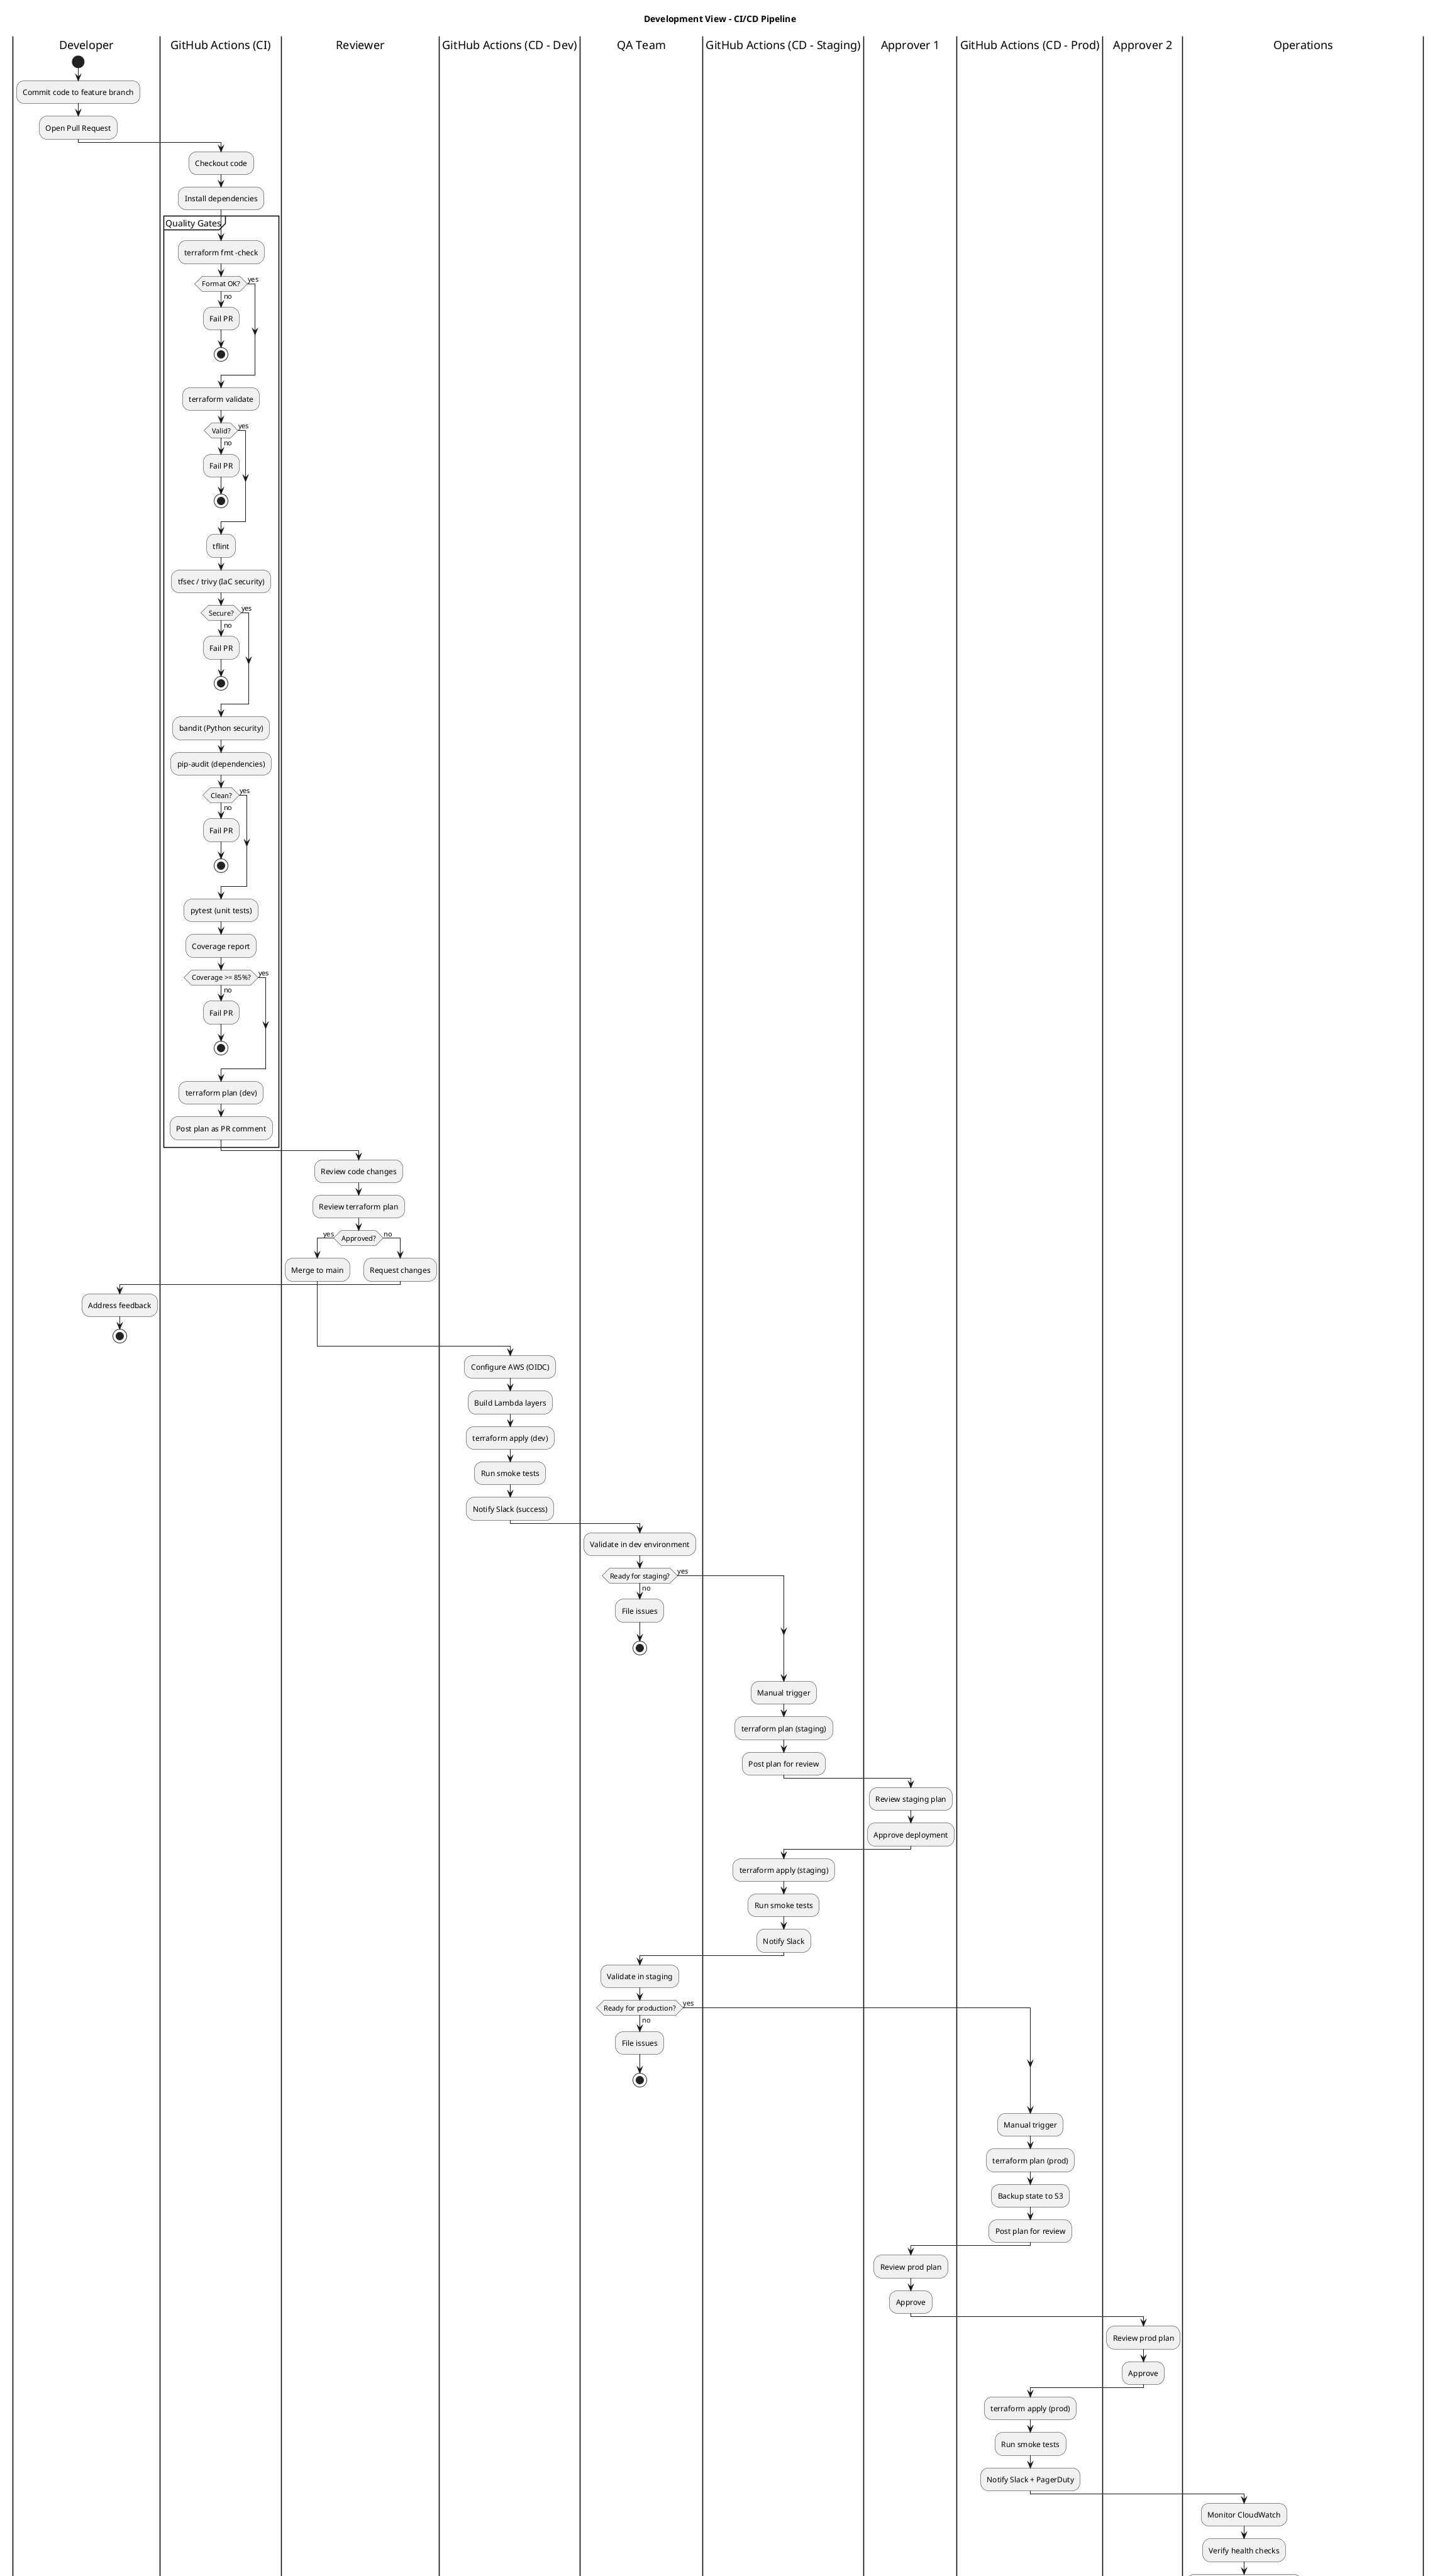 Development View - CI/CD Pipeline
Developer
GitHub Actions (CI)
Reviewer
GitHub Actions (CD - Dev)
QA Team
GitHub Actions (CD - Staging)
Approver 1
GitHub Actions (CD - Prod)
Approver 2
Operations
Commit code to feature branch
Open Pull Request
Checkout code
Install dependencies
Quality Gates
terraform fmt -check
Format OK?
yes
no
Fail PR
terraform validate
Valid?
yes
no
Fail PR
tflint
tfsec / trivy (IaC security)
Secure?
yes
no
Fail PR
bandit (Python security)
pip-audit (dependencies)
Clean?
yes
no
Fail PR
pytest (unit tests)
Coverage report
Coverage >= 85%?
yes
no
Fail PR
terraform plan (dev)
Post plan as PR comment
Review code changes
Review terraform plan
yes
Approved?
no
Merge to main
Request changes
Address feedback
Configure AWS (OIDC)
Build Lambda layers
terraform apply (dev)
Run smoke tests
Notify Slack (success)
Validate in dev environment
Ready for staging?
yes
no
File issues
Manual trigger
terraform plan (staging)
Post plan for review
Review staging plan
Approve deployment
terraform apply (staging)
Run smoke tests
Notify Slack
Validate in staging
Ready for production?
yes
no
File issues
Manual trigger
terraform plan (prod)
Backup state to S3
Post plan for review
Review prod plan
Approve
Review prod plan
Approve
terraform apply (prod)
Run smoke tests
Notify Slack + PagerDuty
Monitor CloudWatch
Verify health checks